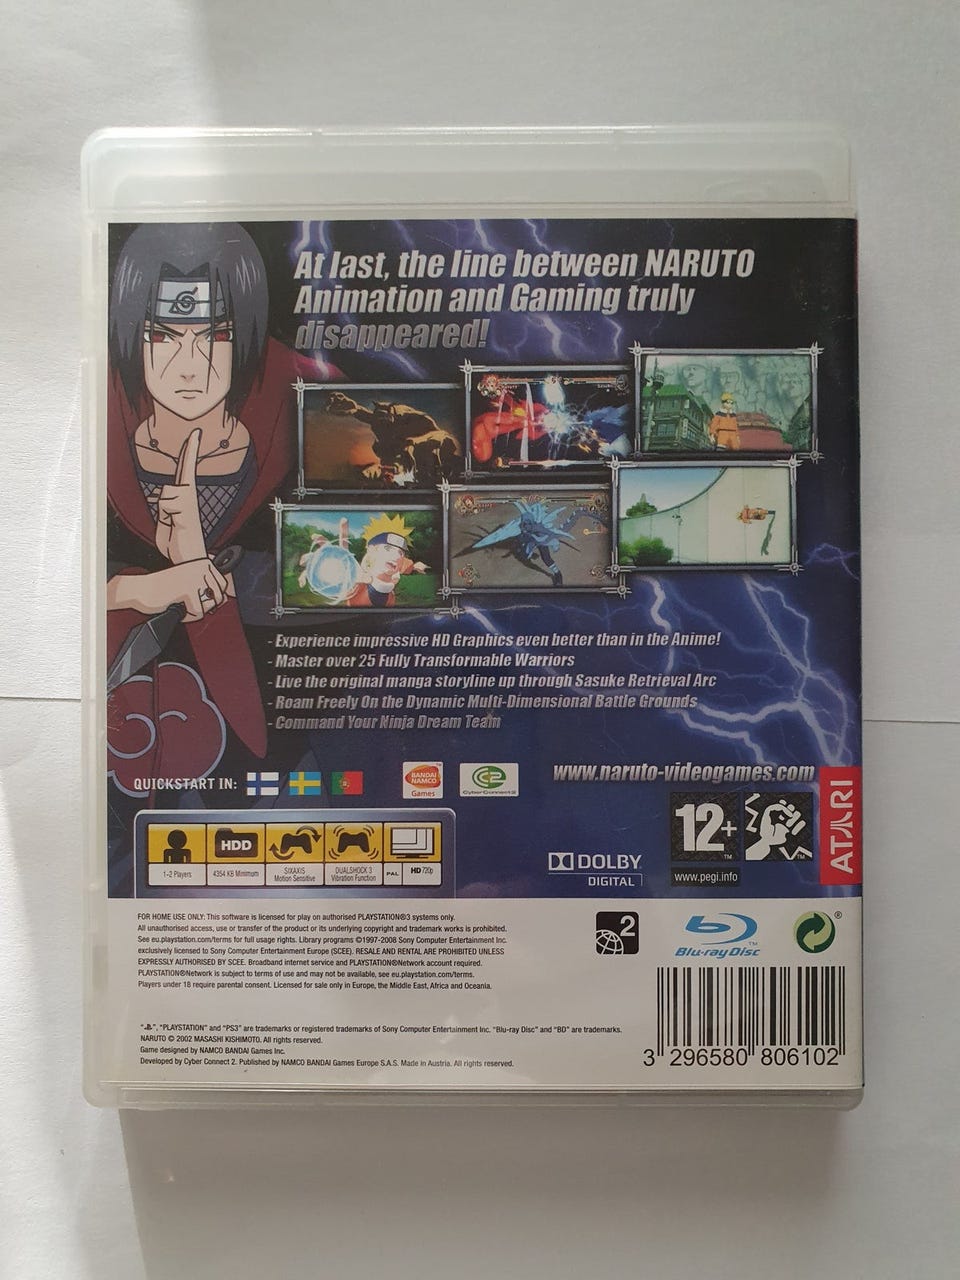 At last, the line between NARUTO
Animation and Gaming truly
disappeared!
- Experience impressive HD Graphics even better than in the Anime!
- Master over 25 Fully Transformable Warriors
- Live the original manga storyline up through Sasuke Retrieval Arc
- Roam Freely On the Dynamic Multi-Dimensional Battle Grounds
- Command Your Ninja Dream Team
QUICKSTART IN:
BANDAI
NAMCO
Games
CC2
CyberConnect2
www.naruto-videogames.com
ATARI
12+
www.pegi.info
HDD
1-2 Players
4354 KB Minimum
SIXAXIS
Motion Sensitive
DUALSHOCK 3
Vibration Function
PAL
HD 720p
DOLBY
DIGITAL
FOR HOME USE ONLY: This software is licensed for play on authorised PLAYSTATION®3 systems only.
All unauthorised access, use or transfer of the product or its underlying copyright and trademark works is prohibited.
See eu.playstation.com/terms for full usage rights. Library programs ©1997-2008 Sony Computer Entertainment Inc.
exclusively licensed to Sony Computer Entertainment Europe (SCEE). RESALE AND RENTAL ARE PROHIBITED UNLESS
EXPRESSLY AUTHORISED BY SCEE. Broadband internet service and PLAYSTATION®Network account required.
PLAYSTATION®Network is subject to terms of use and may not be available, see eu.playstation.com/terms.
Players under 18 require parental consent. Licensed for sale only in Europe, the Middle East, Africa and Oceania.
2
Blu-ray Disc™
®
"PS", "PLAYSTATION" and "PS3" are trademarks or registered trademarks of Sony Computer Entertainment Inc. "Blu-ray Disc" and "BD" are trademarks.
NARUTO © 2002 MASASHI KISHIMOTO. All rights reserved.
Game designed by NAMCO BANDAI Games Inc.
Developed by Cyber Connect 2. Published by NAMCO BANDAI Games Europe S.A.S. Made in Austria. All rights reserved.
3 296580 806102